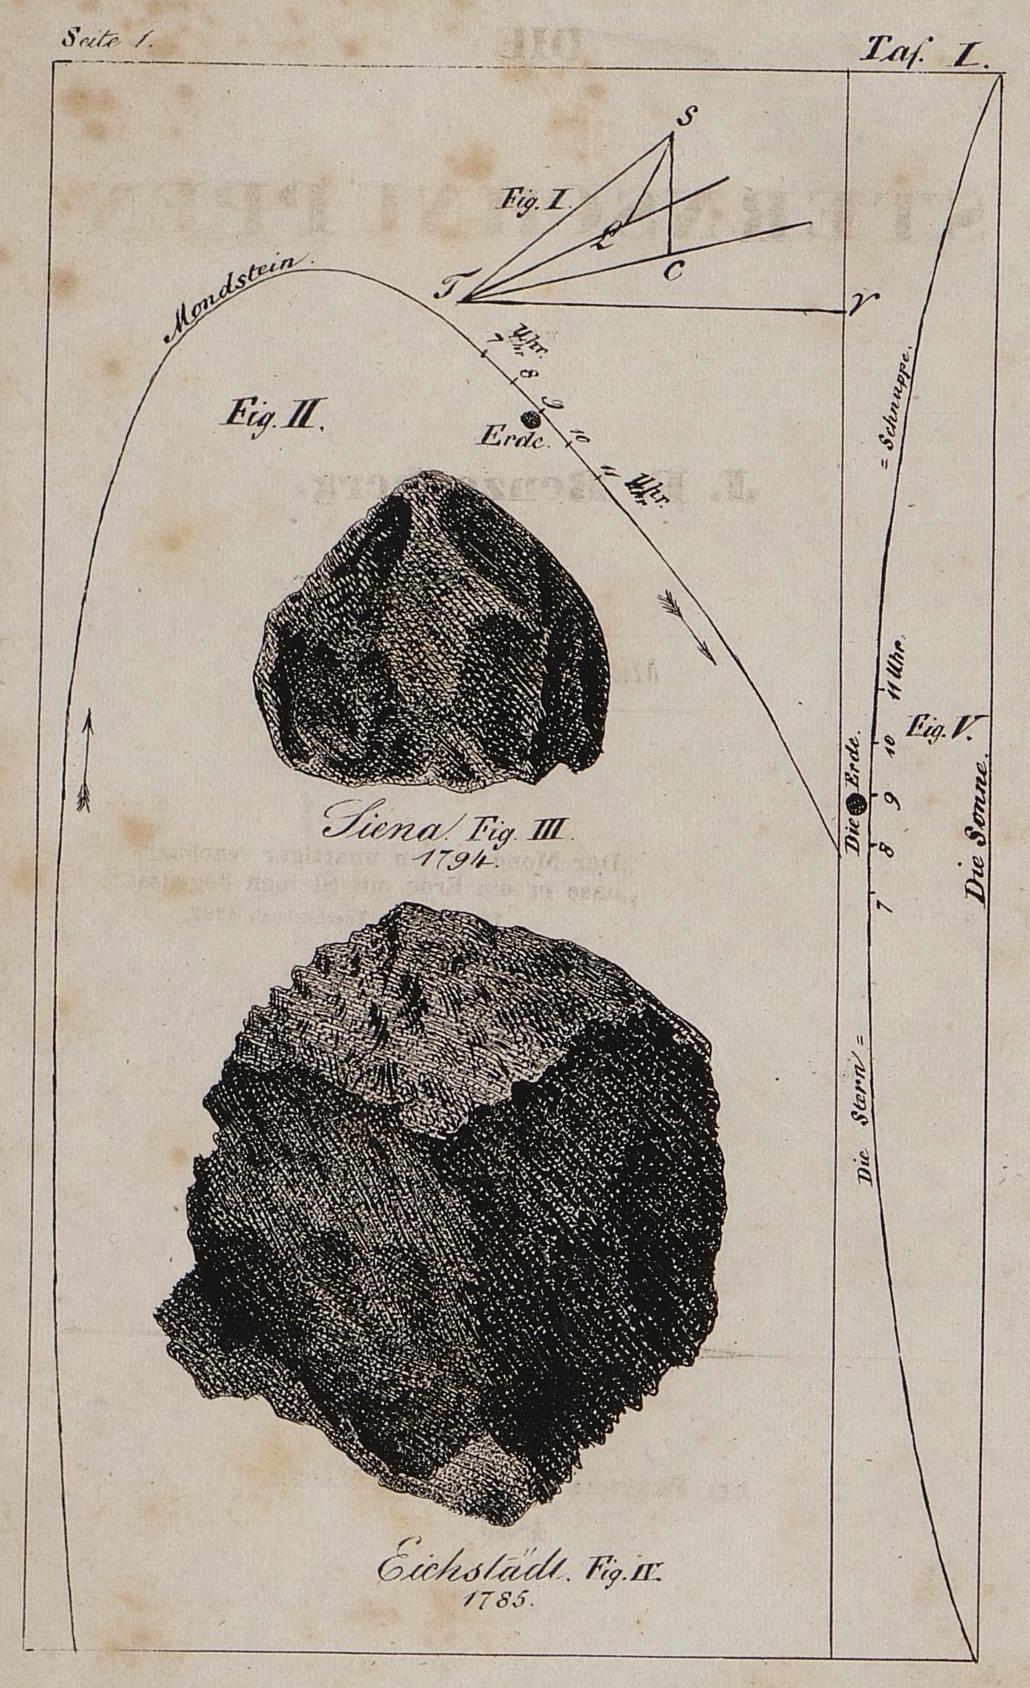 Seite 1.
Taf. I.
S
Fig. I.
L
C
T
♈
Mondstein.
7 Uhr.
8
9
10
11 Uhr.
Erde.
Fig. II.
= Schnuppe.
11 Uhr.
10
9
8
7
Fig. V.
Die Erde.
Die Sonne.
Siena. Fig. III.
1794.
Die Stern =
Eichstädt. Fig. IV.
1785.